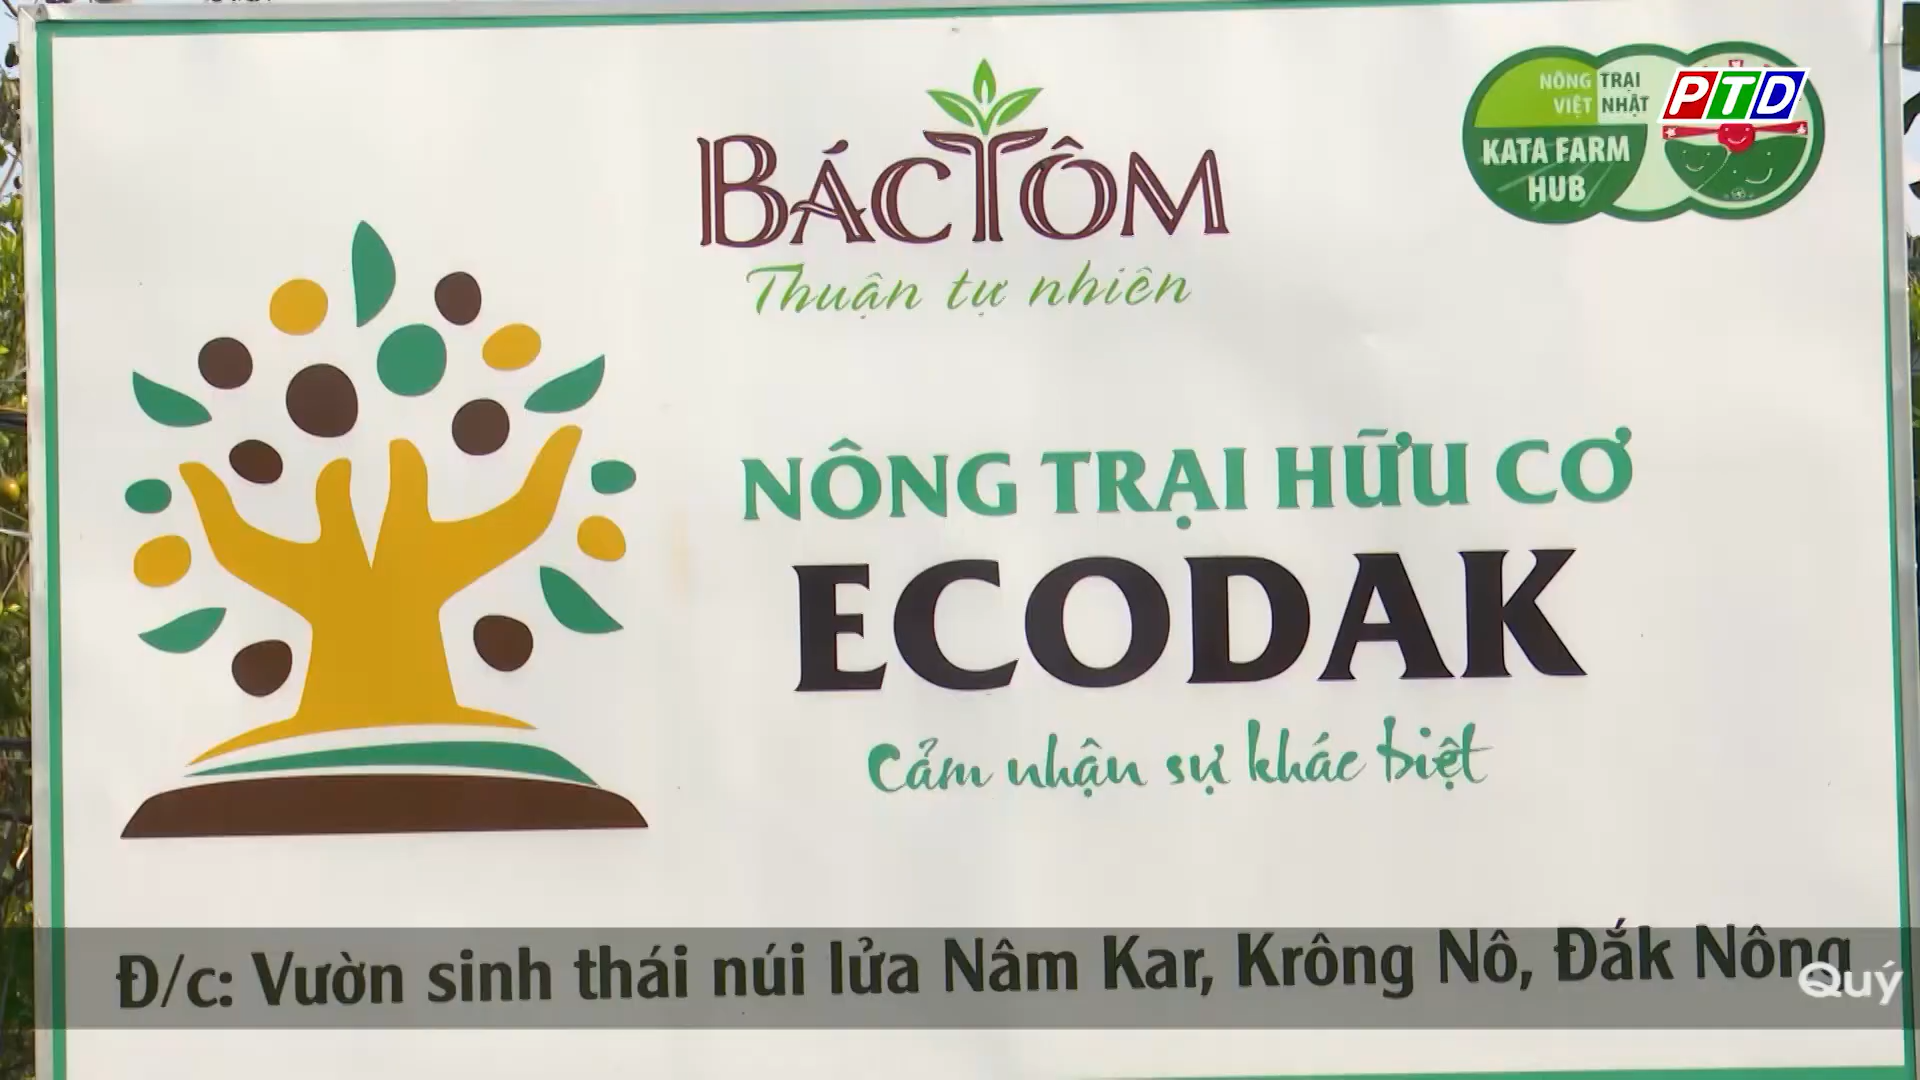 BÁC TÔM
Thuận tự nhiên
NÔNG TRẠI
VIỆT NHẬT
KATA FARM
HUB
PTD
NÔNG TRẠI HỮU CƠ
ECODAK
Cảm nhận sự khác biệt
Đ/c: Vườn sinh thái núi lửa Nâm Kar, Krông Nô, Đắk Nông
Quý